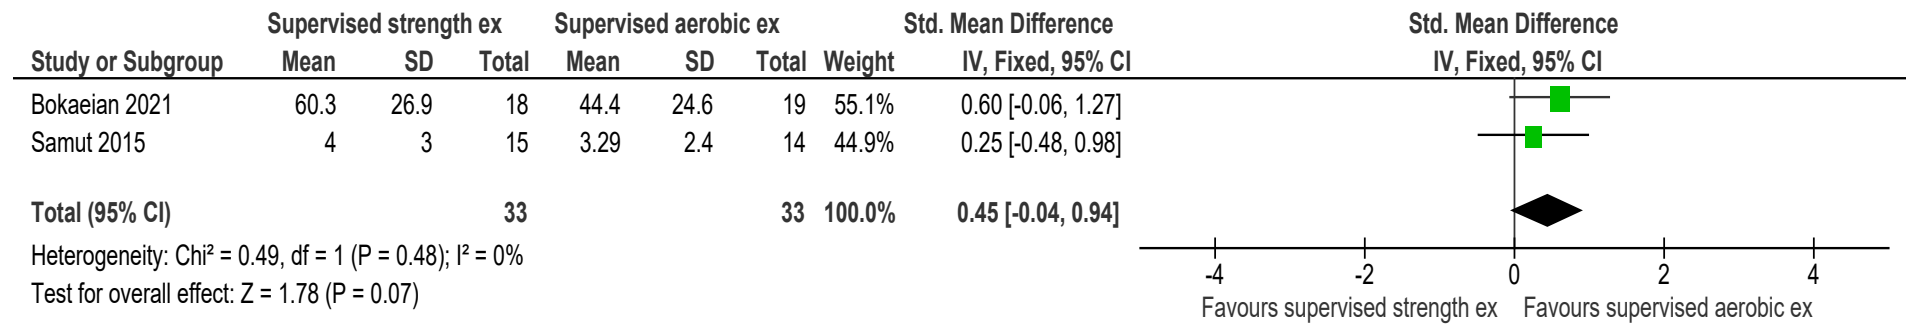 Supervised strength ex Supervised aerobic ex Std. Mean Difference Std. Mean Difference
Study or Subgroup Mean SD Total Mean SD Total Weight IV, Fixed, 95% CI IV, Fixed, 95% CI
Bokaeian 2021 60.3 26.9 18 44.4 24.6 19 55.1% 0.60 [-0.06, 1.27]
Samut 2015 4 3 15 3.29 2.4 14 44.9% 0.25 [-0.48, 0.98]
Total (95% CI) 33 33 100.0% 0.45 [-0.04, 0.94]
Heterogeneity: Chi² = 0.49, df = 1 (P = 0.48); I² = 0%
Test for overall effect: Z = 1.78 (P = 0.07)
-4 -2 0 2 4
Favours supervised strength ex Favours supervised aerobic ex